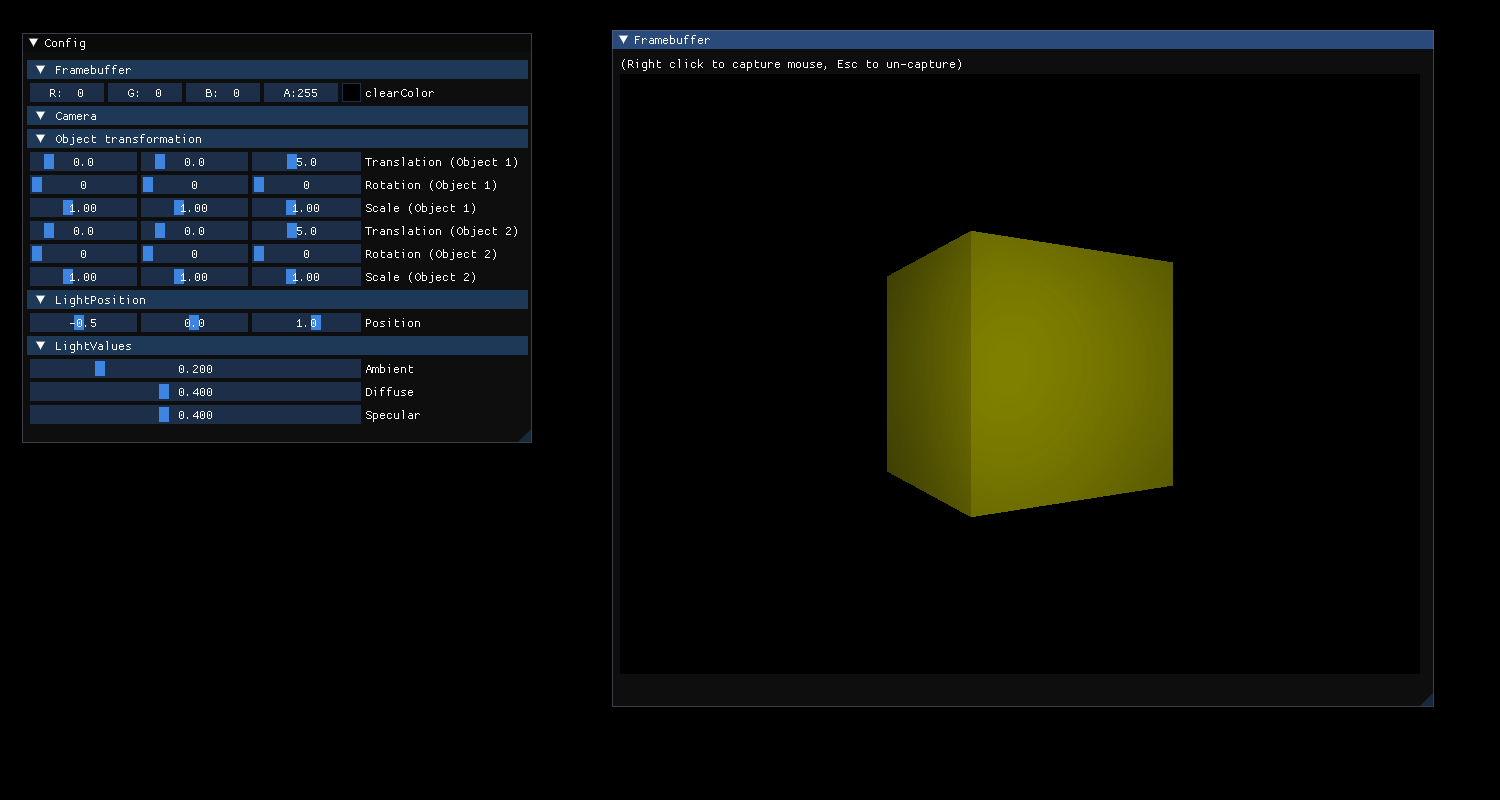 Config
Framebuffer
R: 0 G: 0 B: 0 A:255 clearColor
Camera
Object transformation
0.0 0.0 5.0 Translation (Object 1)
0 0 0 Rotation (Object 1)
1.00 1.00 1.00 Scale (Object 1)
0.0 0.0 5.0 Translation (Object 2)
0 0 0 Rotation (Object 2)
1.00 1.00 1.00 Scale (Object 2)
LightPosition
-0.5 0.0 1.0 Position
LightValues
0.200 Ambient
0.400 Diffuse
0.400 Specular
Framebuffer
(Right click to capture mouse, Esc to un-capture)